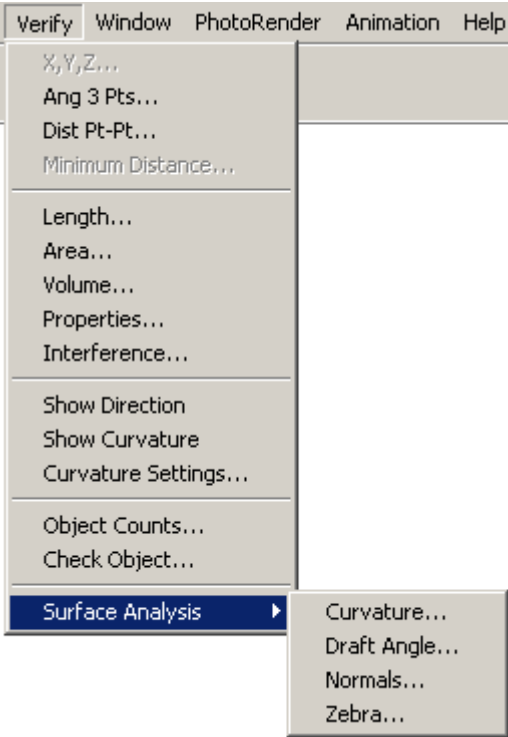 Verify Window PhotoRender Animation Help
X,Y,Z...
Ang 3 Pts...
Dist Pt-Pt...
Minimum Distance...
Length...
Area...
Volume...
Properties...
Interference...
Show Direction
Show Curvature
Curvature Settings...
Object Counts...
Check Object...
Surface Analysis
Curvature...
Draft Angle...
Normals...
Zebra...